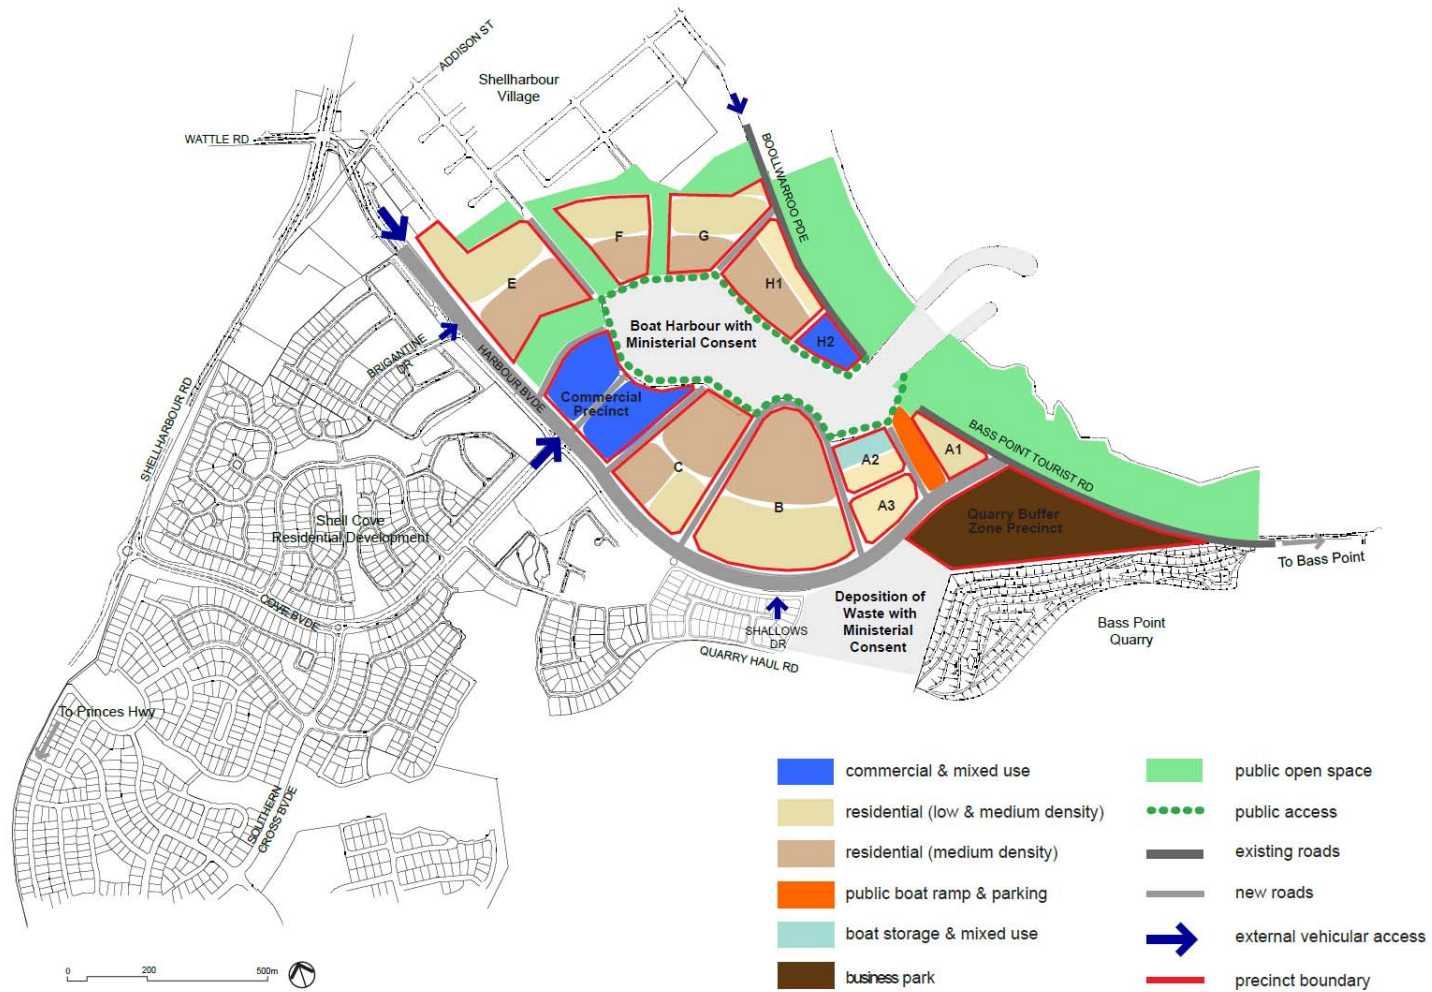 ADDISON ST
Shellharbour
Village
WATTLE RD
BOOLLWARROO PDE
F
G
E
H1
Boat Harbour with
Ministerial Consent
H2
BRIGANTINE
DR
HARBOUR BVDE
Commercial
Precinct
SHELLHARBOUR RD
C
A2
A1
BASS POINT TOURIST RD
B
A3
Quarry Buffer
Zone Precinct
Shell Cove
Residential Development
To Bass Point
COVE BVDE
Deposition of
Waste with
Ministerial
Consent
SHALLOWS
DR
QUARRY HAUL RD
Bass Point
Quarry
To Princes Hwy
SOUTHERN
CROSS BVDE
commercial & mixed use
residential (low & medium density)
residential (medium density)
public boat ramp & parking
boat storage & mixed use
business park
public open space
public access
existing roads
new roads
external vehicular access
precinct boundary
0 200 500m